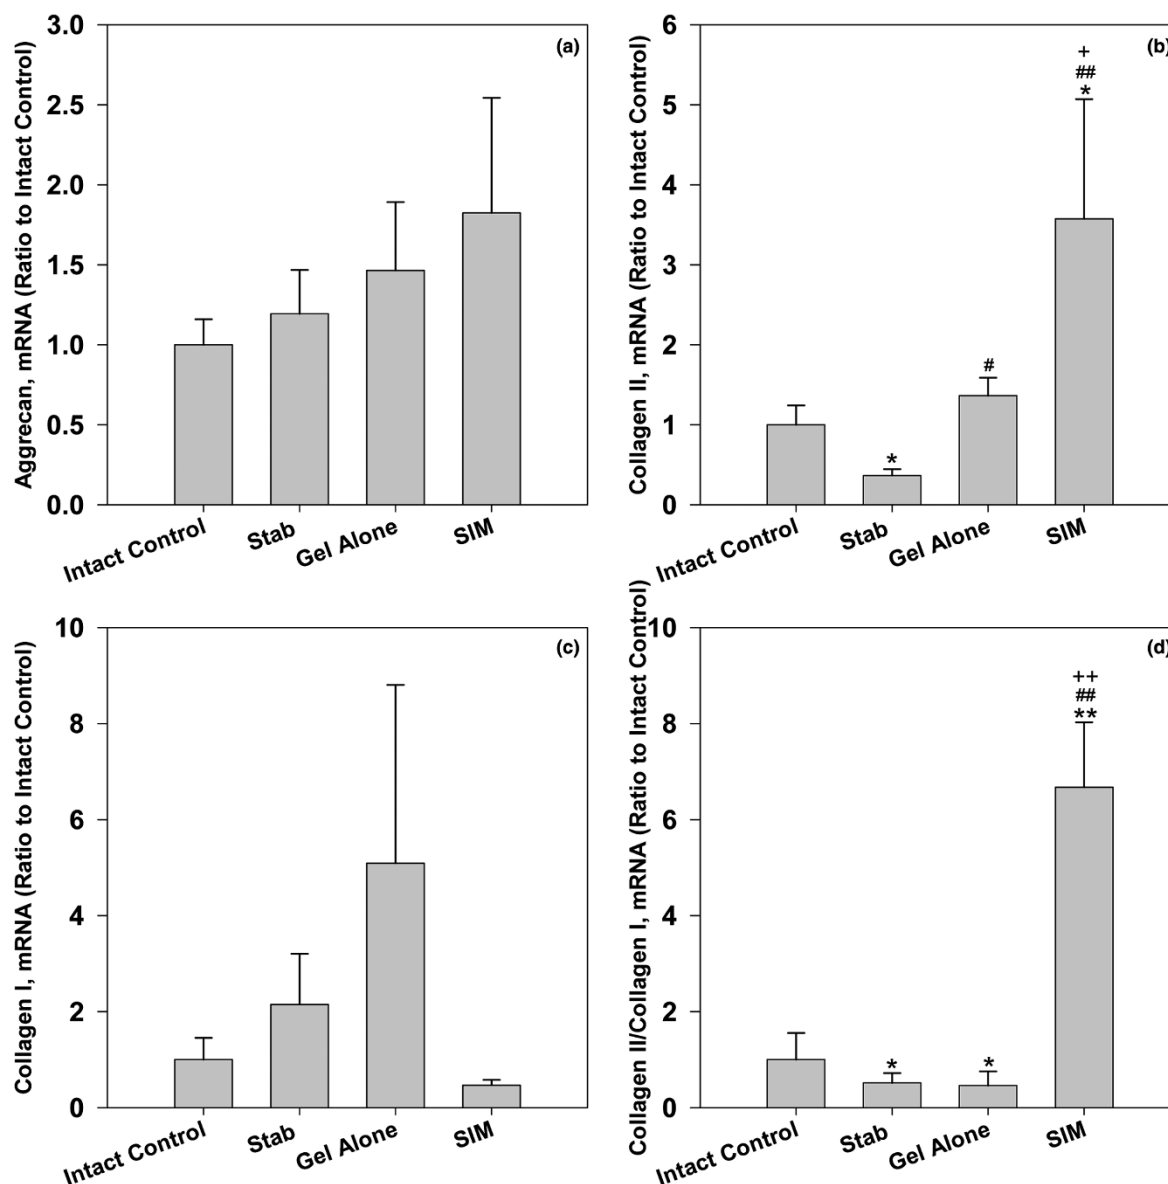 Aggrecan, mRNA (Ratio to Intact Control)
3.0
2.5
2.0
1.5
1.0
0.5
0.0
(a)
Intact Control
Stab
Gel Alone
SIM
Collagen II, mRNA (Ratio to Intact Control)
6
5
4
3
2
1
0
(b)
*
#
+
##
*
Intact Control
Stab
Gel Alone
SIM
Collagen I, mRNA (Ratio to Intact Control)
10
8
6
4
2
0
(c)
Intact Control
Stab
Gel Alone
SIM
Collagen II/Collagen I, mRNA (Ratio to Intact Control)
10
8
6
4
2
0
(d)
*
*
++
##
**
Intact Control
Stab
Gel Alone
SIM